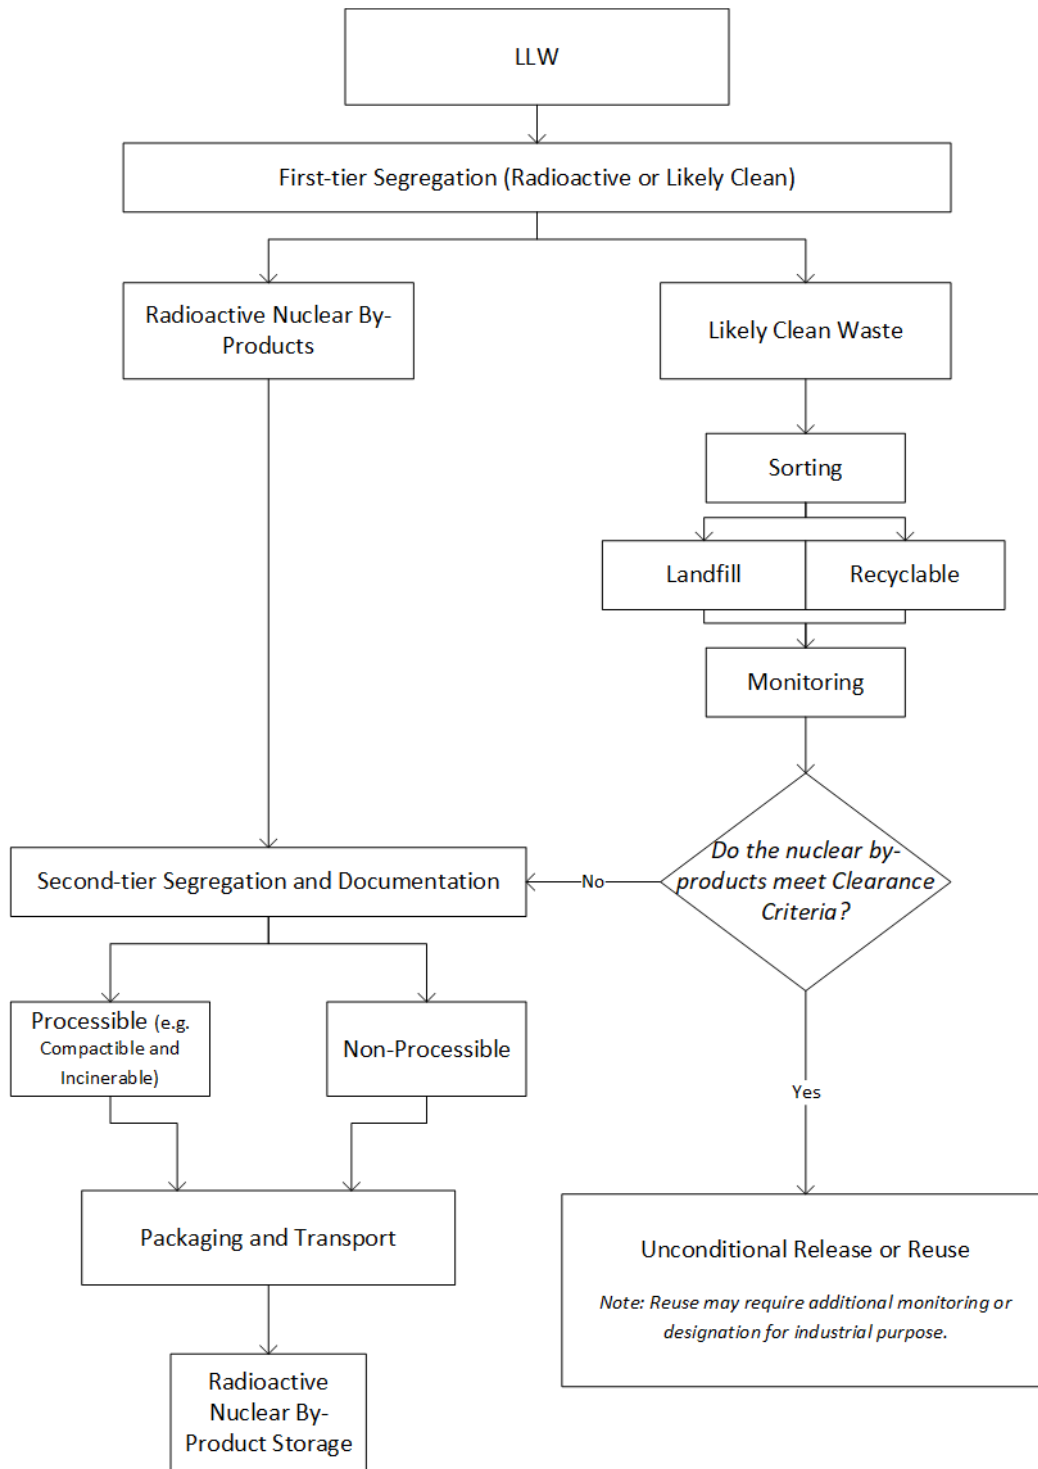 LLW
First-tier Segregation (Radioactive or Likely Clean)
Radioactive Nuclear By-
Products
Likely Clean Waste
Sorting
Landfill
Recyclable
Monitoring
Do the nuclear by-
products meet Clearance
Criteria?
No
Second-tier Segregation and Documentation
Processible (e.g.
Compactible and
Incinerable)
Non-Processible
Yes
Packaging and Transport
Unconditional Release or Reuse
Note: Reuse may require additional monitoring or
designation for industrial purpose.
Radioactive
Nuclear By-
Product Storage